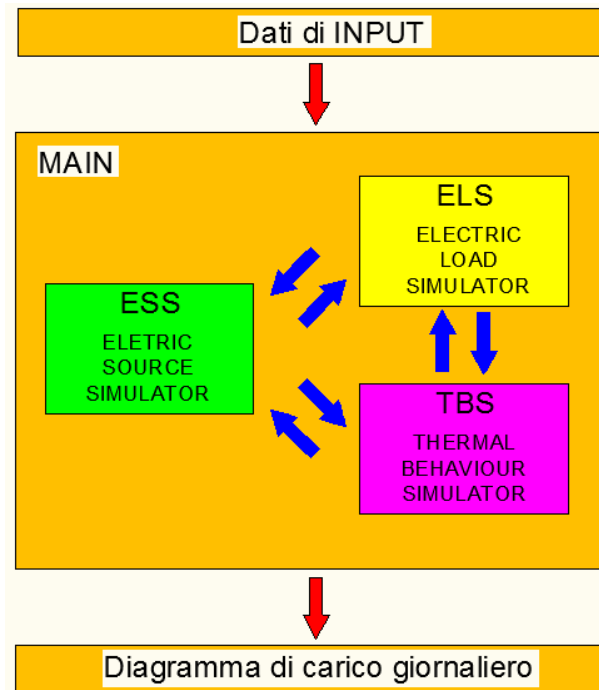 Dati di INPUT
MAIN
ELS
ELECTRIC
LOAD
SIMULATOR
ESS
ELETRIC
SOURCE
SIMULATOR
TBS
THERMAL
BEHAVIOUR
SIMULATOR
Diagramma di carico giornaliero